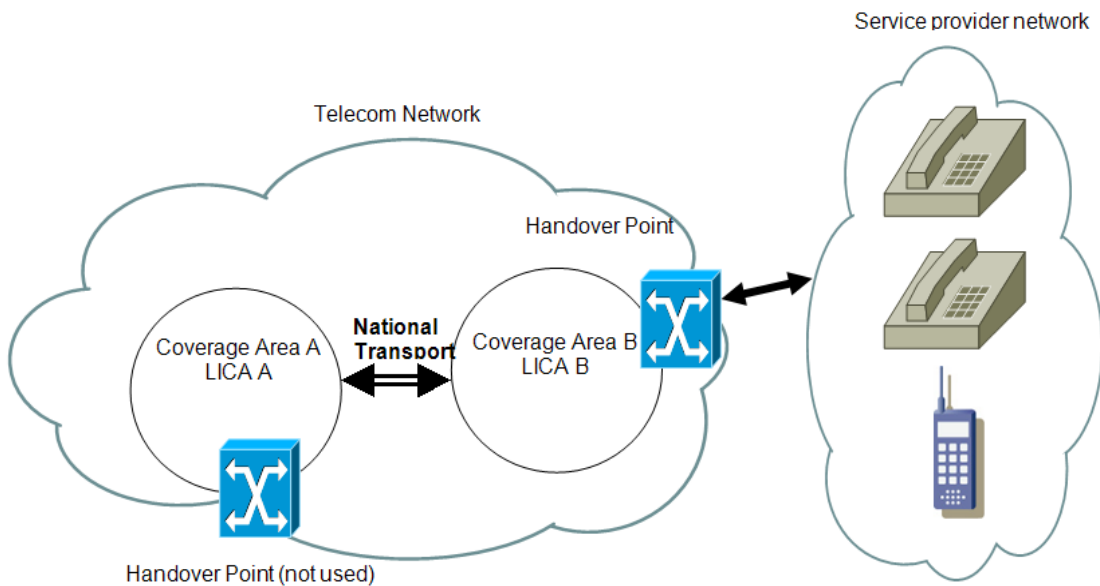 Service provider network
Telecom Network
Handover Point
National
Transport
Coverage Area A
LICA A
Coverage Area B
LICA B
Handover Point (not used)